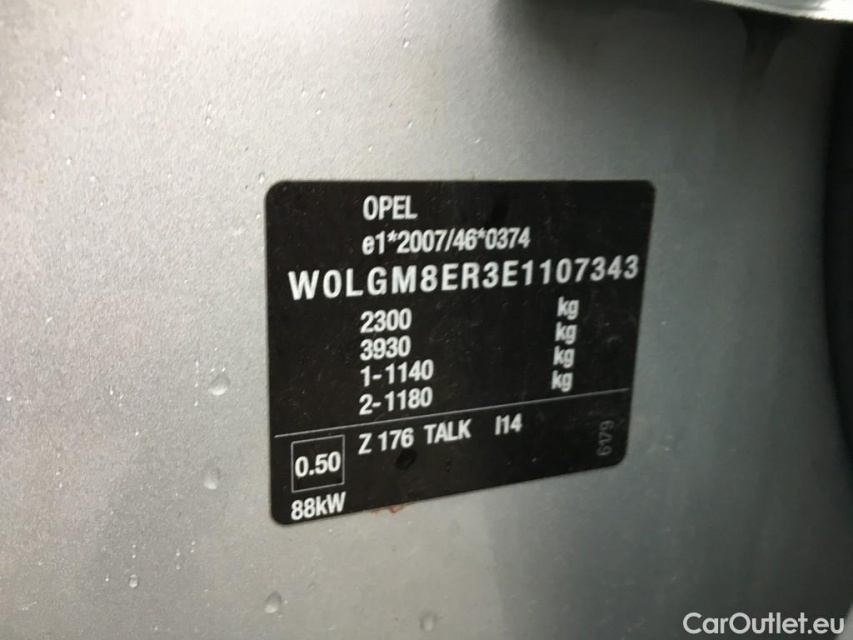 OPEL
e1*2007/46*0374
W0LGM8ER3E1107343
2300 kg
3930 kg
1-1140 kg
2-1180 kg
0.50 Z 176 TALK I14
6179
88kW
CarOutlet.eu